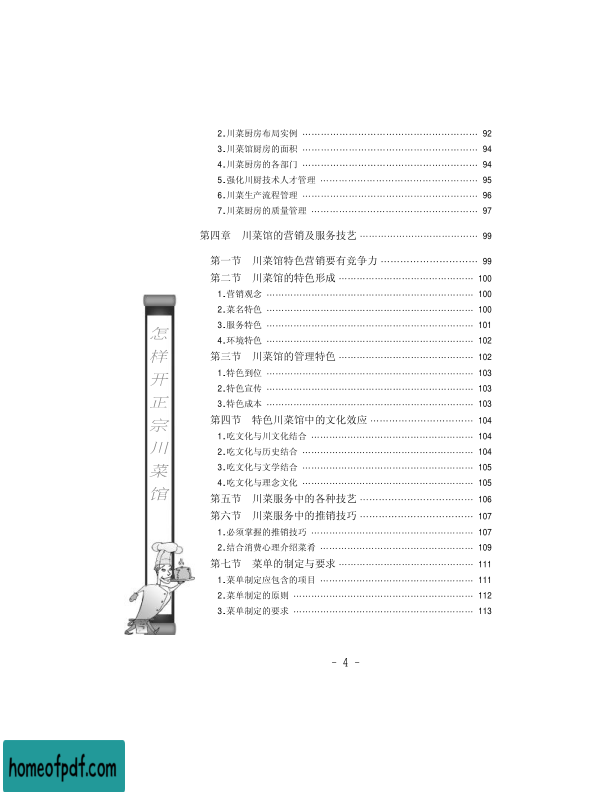 2.川菜厨房布局实例 ………………………………………………… 92
3.川菜馆厨房的面积 ………………………………………………… 94
4.川菜厨房的各部门 ………………………………………………… 94
5.强化川厨技术人才管理 …………………………………………… 95
6.川菜生产流程管理 ………………………………………………… 96
7.川菜厨房的质量管理 ……………………………………………… 97
第四章 川菜馆的营销及服务技艺 ……………………………… 99
第一节 川菜馆特色营销要有竞争力 ………………………… 99
第二节 川菜馆的特色形成 …………………………………… 100
1.营销观念 ………………………………………………………… 100
2.菜名特色 ………………………………………………………… 100
3.服务特色 ………………………………………………………… 101
4.环境特色 ………………………………………………………… 102
第三节 川菜馆的管理特色 …………………………………… 102
1.特色到位 ………………………………………………………… 103
2.特色宣传 ………………………………………………………… 103
3.特色成本 ………………………………………………………… 103
第四节 特色川菜馆中的文化效应 …………………………… 104
1.吃文化与川文化结合 …………………………………………… 104
2.吃文化与历史结合 ……………………………………………… 104
3.吃文化与文学结合 ……………………………………………… 105
4.吃文化与理念文化 ……………………………………………… 105
第五节 川菜服务中的各种技艺 ……………………………… 106
第六节 川菜服务中的推销技巧 ……………………………… 107
1.必须掌握的推销技巧 …………………………………………… 107
2.结合消费心理介绍菜肴 ………………………………………… 109
第七节 菜单的制定与要求 …………………………………… 111
1.菜单制定应包含的项目 ………………………………………… 111
2.菜单制定的原则 ………………………………………………… 112
3.菜单制定的要求 ………………………………………………… 113
怎样开正宗川菜馆
- 4 -
homeofpdf.com